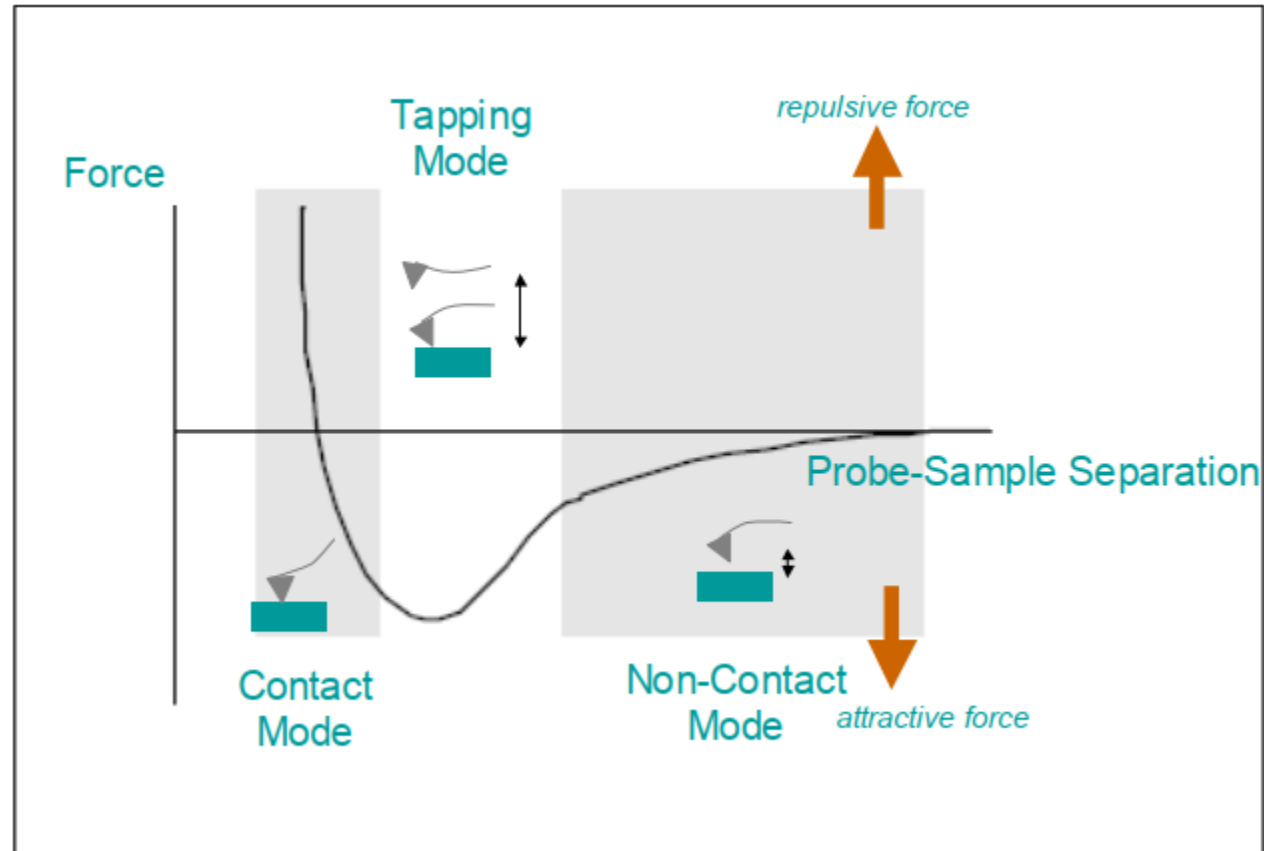 Tapping
Mode
repulsive force
Force
Probe-Sample Separation
Contact
Mode
Non-Contact
Mode
attractive force